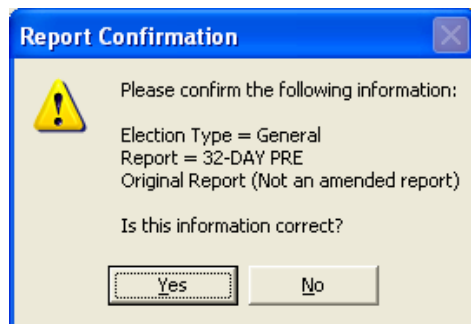 Report Confirmation
Please confirm the following information:
Election Type = General
Report = 32-DAY PRE
Original Report (Not an amended report)
Is this information correct?
Yes
No